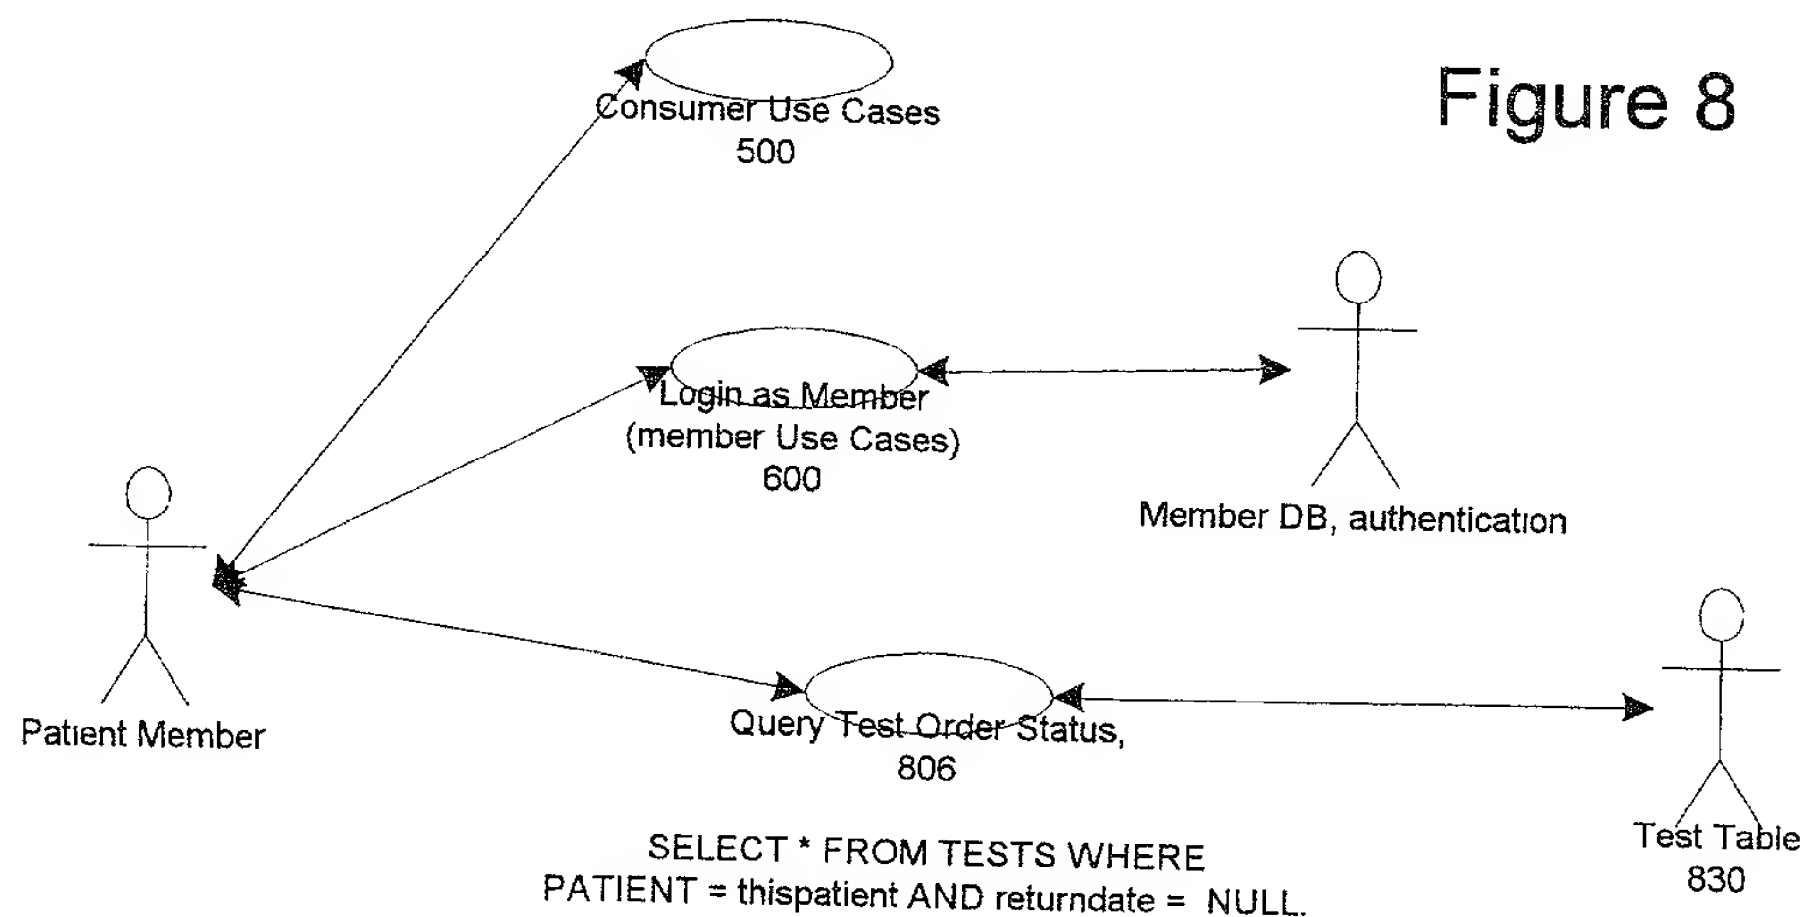 Consumer Use Cases
500
Figure 8
Login as Member
(member Use Cases)
600
Member DB, authentication
Patient Member
Query Test Order Status,
806
Test Table
830
SELECT * FROM TESTS WHERE
PATIENT = thispatient AND returndate = NULL.